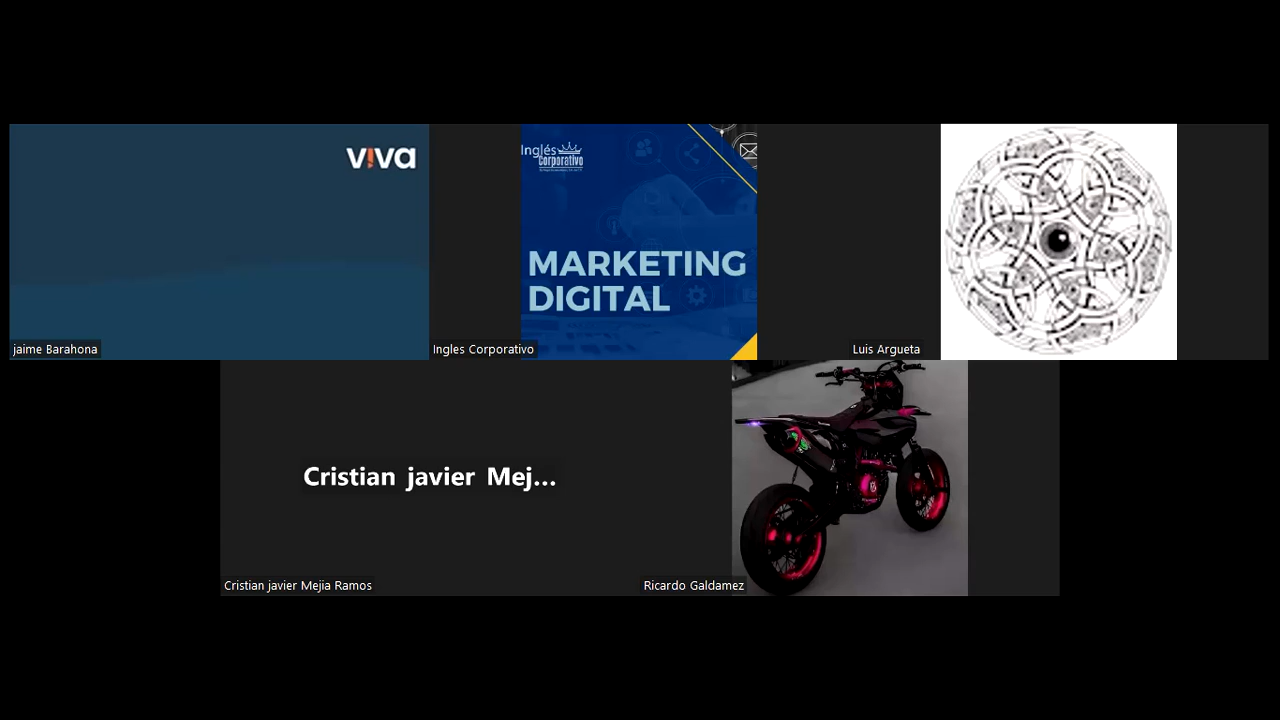 v!va
jaime Barahona
Inglés
corporativo
MARKETING
DIGITAL
Ingles Corporativo
Luis Argueta
Cristian javier Mej...
Cristian javier Mejia Ramos
Ricardo Galdamez